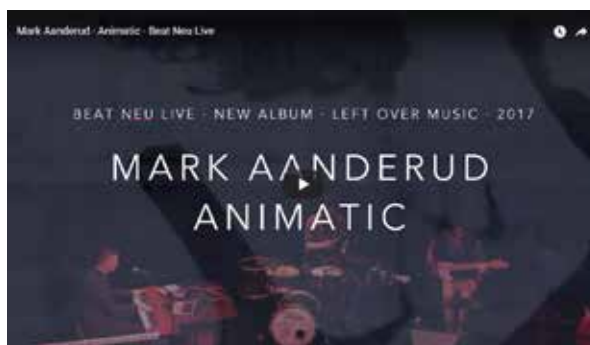 Mark Aanderud - Animatic - Beat Neu Live
BEAT NEU LIVE - NEW ALBUM - LEFT OVER MUSIC - 2017
MARK AANDERUD
ANIMATIC